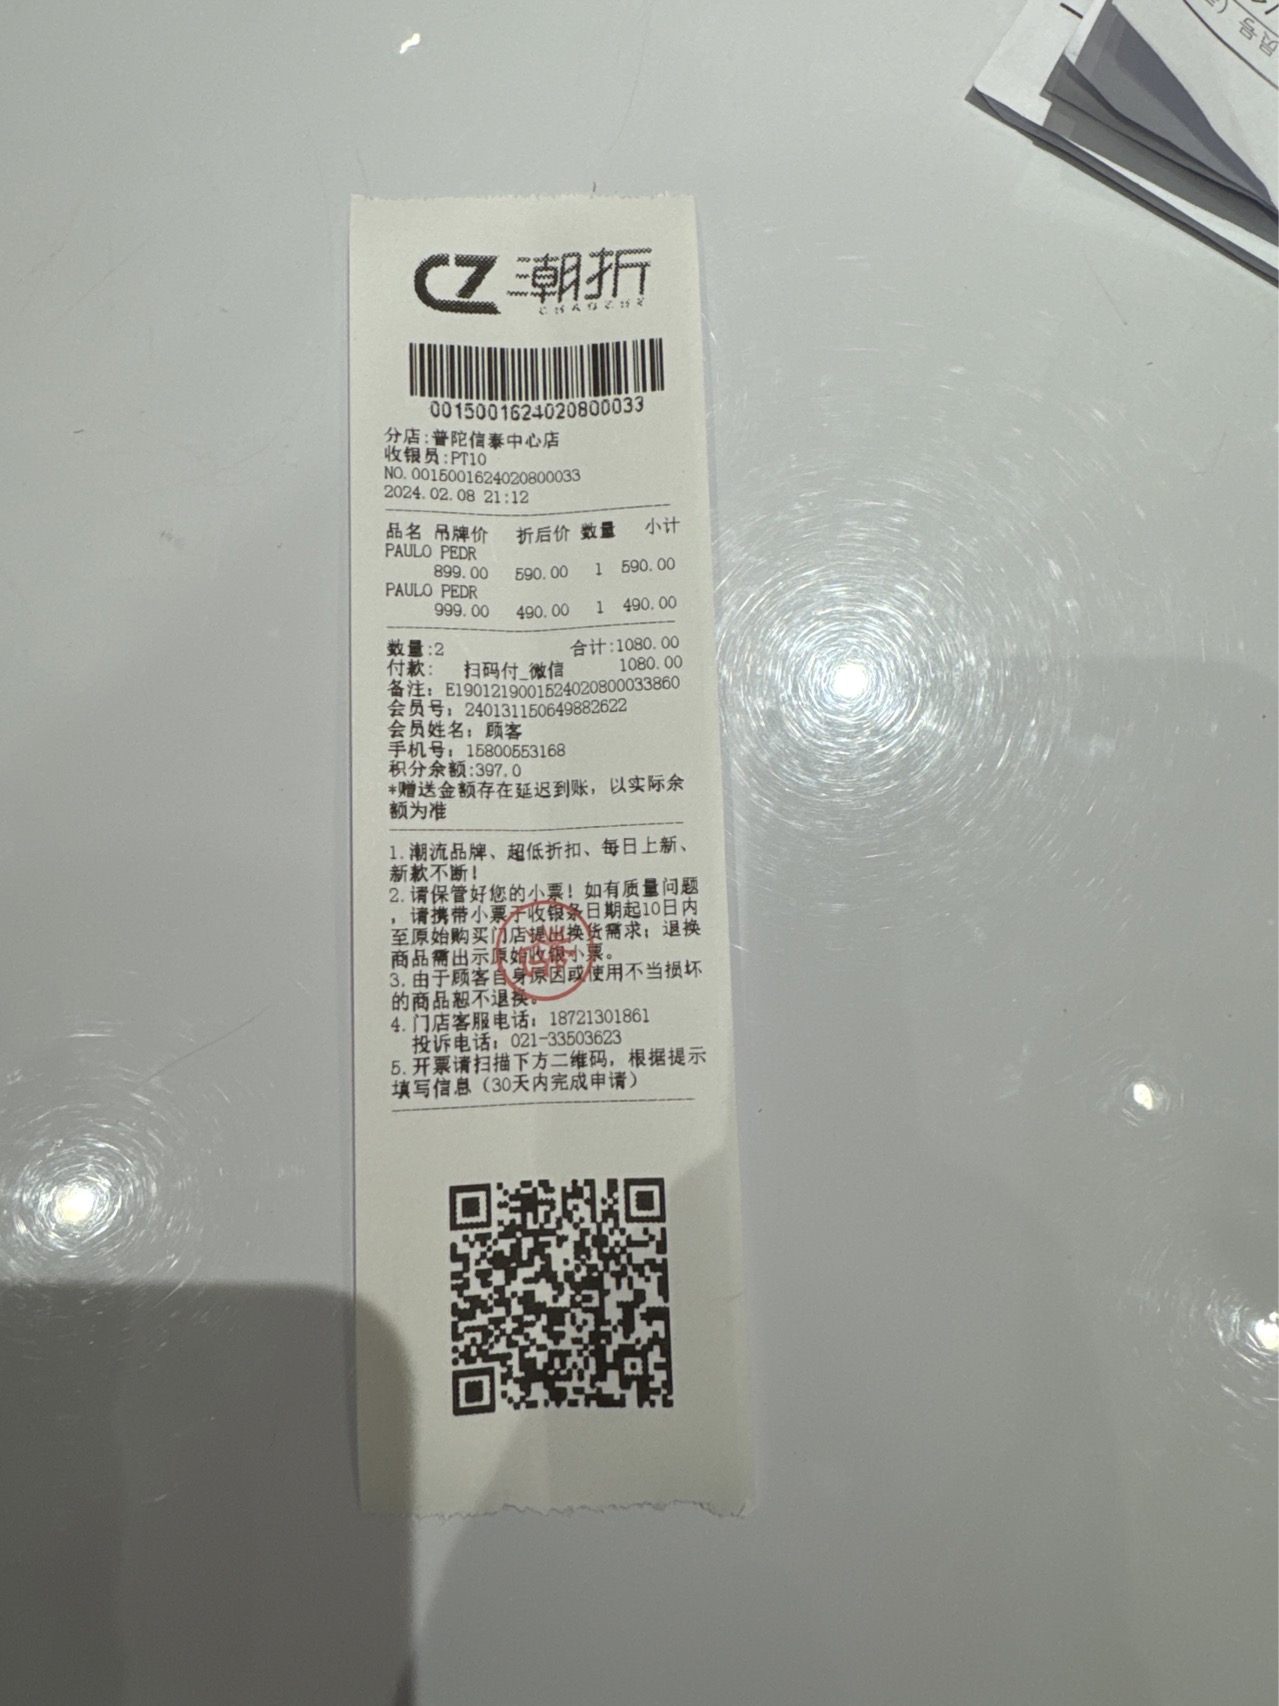 CZ 潮折
CHAOZHE
0015001624020800033
分店:普陀信泰中心店
收银员:PT10
NO.0015001624020800033
2024.02.08 21:12
品名 吊牌价 折后价 数量 小计
PAULO PEDR
899.00 590.00 1 590.00
PAULO PEDR
999.00 490.00 1 490.00
数量:2 合计:1080.00
付款: 扫码付_微信 1080.00
备注: E1901219001524020800033860
会员号: 240131150649882622
会员姓名: 顾客
手机号: 15800553168
积分余额:397.0
*赠送金额存在延迟到账，以实际余
额为准
1.潮流品牌、超低折扣、每日上新、
新款不断!
2.请保管好您的小票! 如有质量问题
，请携带小票于收银条日期起10日内
至原始购买门店提出换货需求; 退换
商品需出示原始收银小票。
3.由于顾客自身原因或使用不当损坏
的商品恕不退换。
4.门店客服电话: 18721301861
投诉电话: 021-33503623
5.开票请扫描下方二维码，根据提示
填写信息（30天内完成申请）
员号